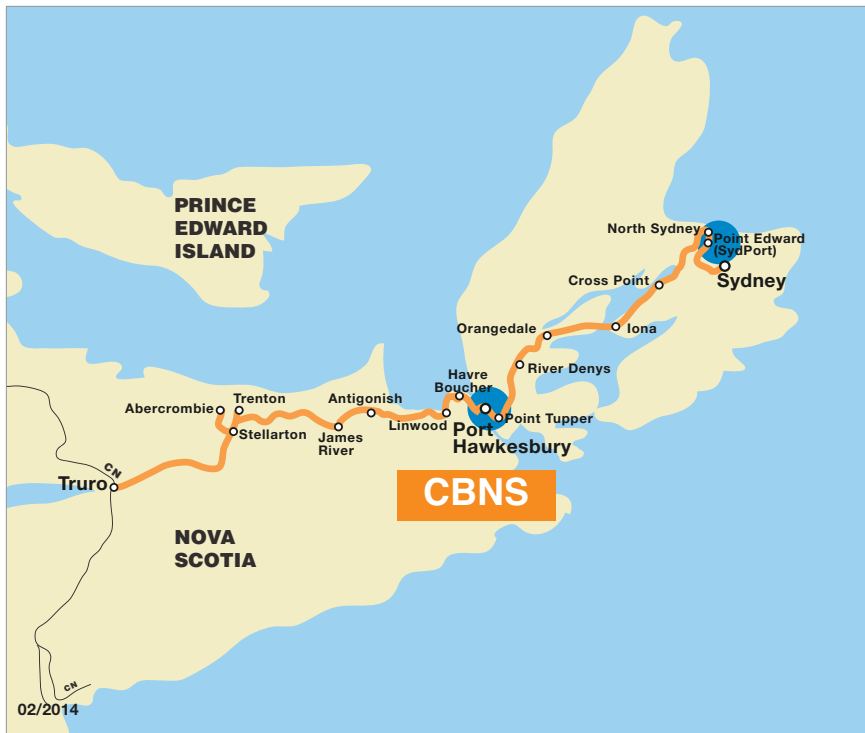 PRINCE
EDWARD
ISLAND
North Sydney
Point Edward
(SydPort)
Sydney
Cross Point
Orangedale
Iona
River Denys
Havre
Boucher
Point Tupper
Port
Hawkesbury
Linwood
Antigonish
James
River
Trenton
Abercrombie
Stellarton
CN
Truro
CBNS
NOVA
SCOTIA
CN
02/2014